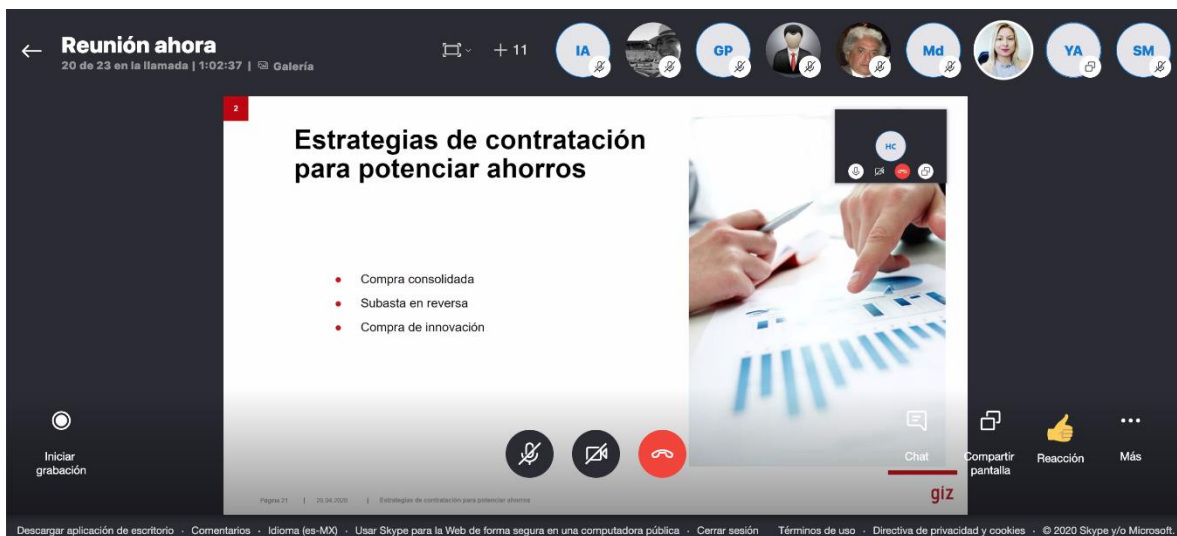 Reunión ahora
20 de 23 en la llamada | 1:02:37 | Galería
+ 11
IA
GP
Md
YA
SM
2
Estrategias de contratación
para potenciar ahorros
HC
Compra consolidada
Subasta en reversa
Compra de innovación
Iniciar
grabación
Chat
Compartir
pantalla
Reacción
Más
Página 21 | 20.04.2020 | Estrategias de contratación para potenciar ahorros
giz
Descargar aplicación de escritorio · Comentarios · Idioma (es-MX) · Usar Skype para la Web de forma segura en una computadora pública · Cerrar sesión Términos de uso · Directiva de privacidad y cookies · © 2020 Skype y/o Microsoft.